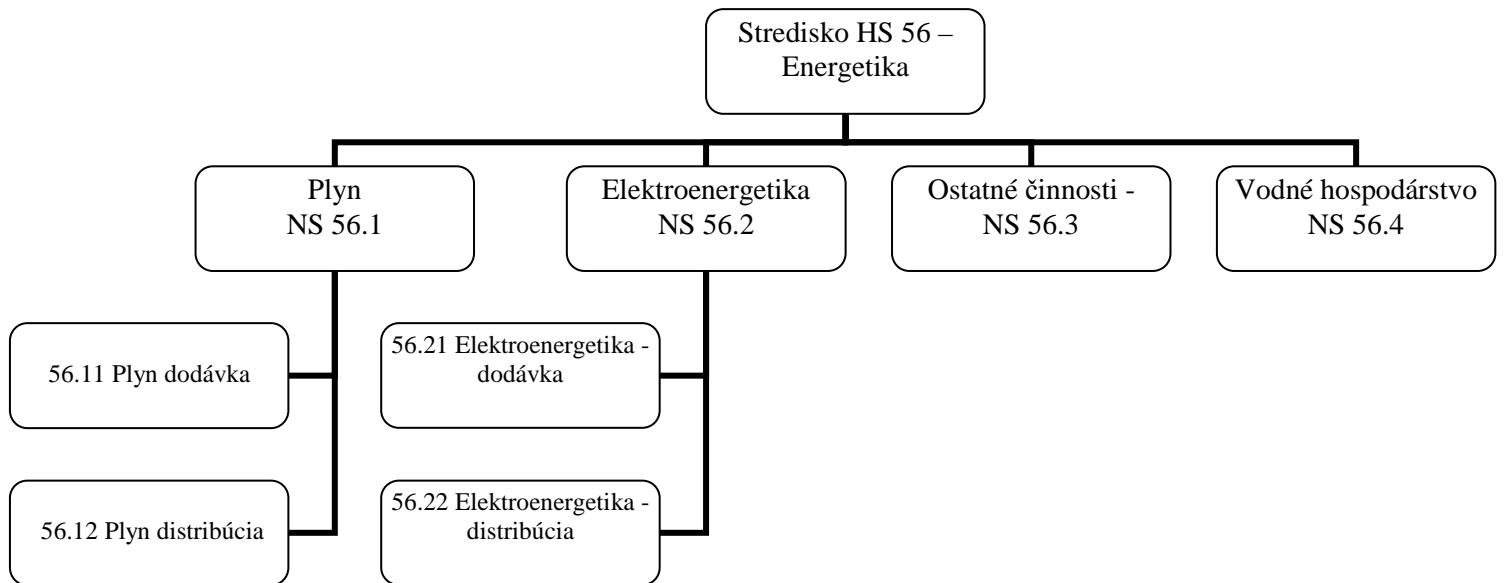 Stredisko HS 56 –
Energetika
Plyn
NS 56.1
Elektroenergetika
NS 56.2
Ostatné činnosti -
NS 56.3
Vodné hospodárstvo
NS 56.4
56.11 Plyn dodávka
56.21 Elektroenergetika -
dodávka
56.12 Plyn distribúcia
56.22 Elektroenergetika -
distribúcia